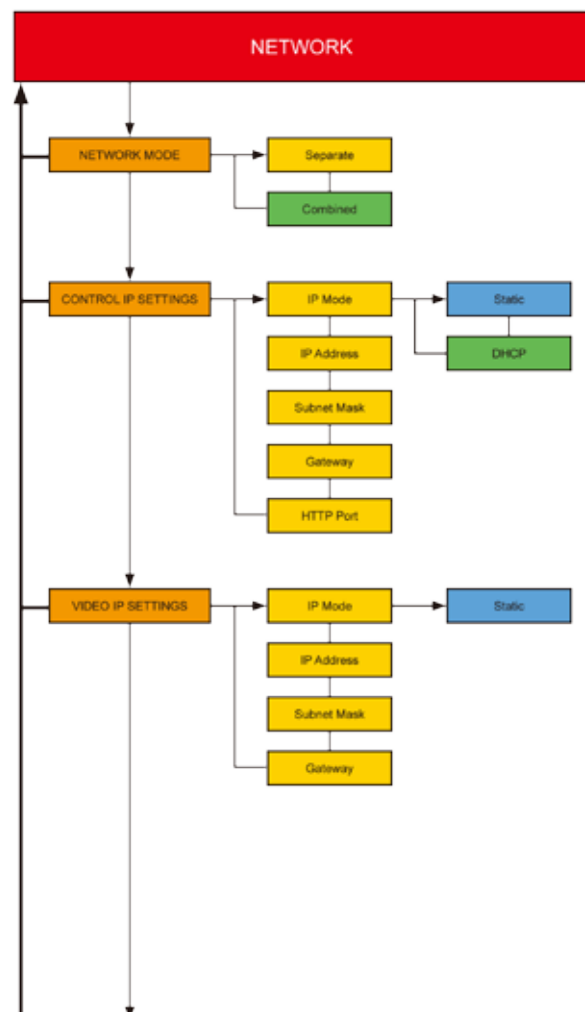 NETWORK
NETWORK MODE
Separate
Combined
CONTROL IP SETTINGS
IP Mode
Static
IP Address
DHCP
Subnet Mask
Gateway
HTTP Port
VIDEO IP SETTINGS
IP Mode
Static
IP Address
Subnet Mask
Gateway